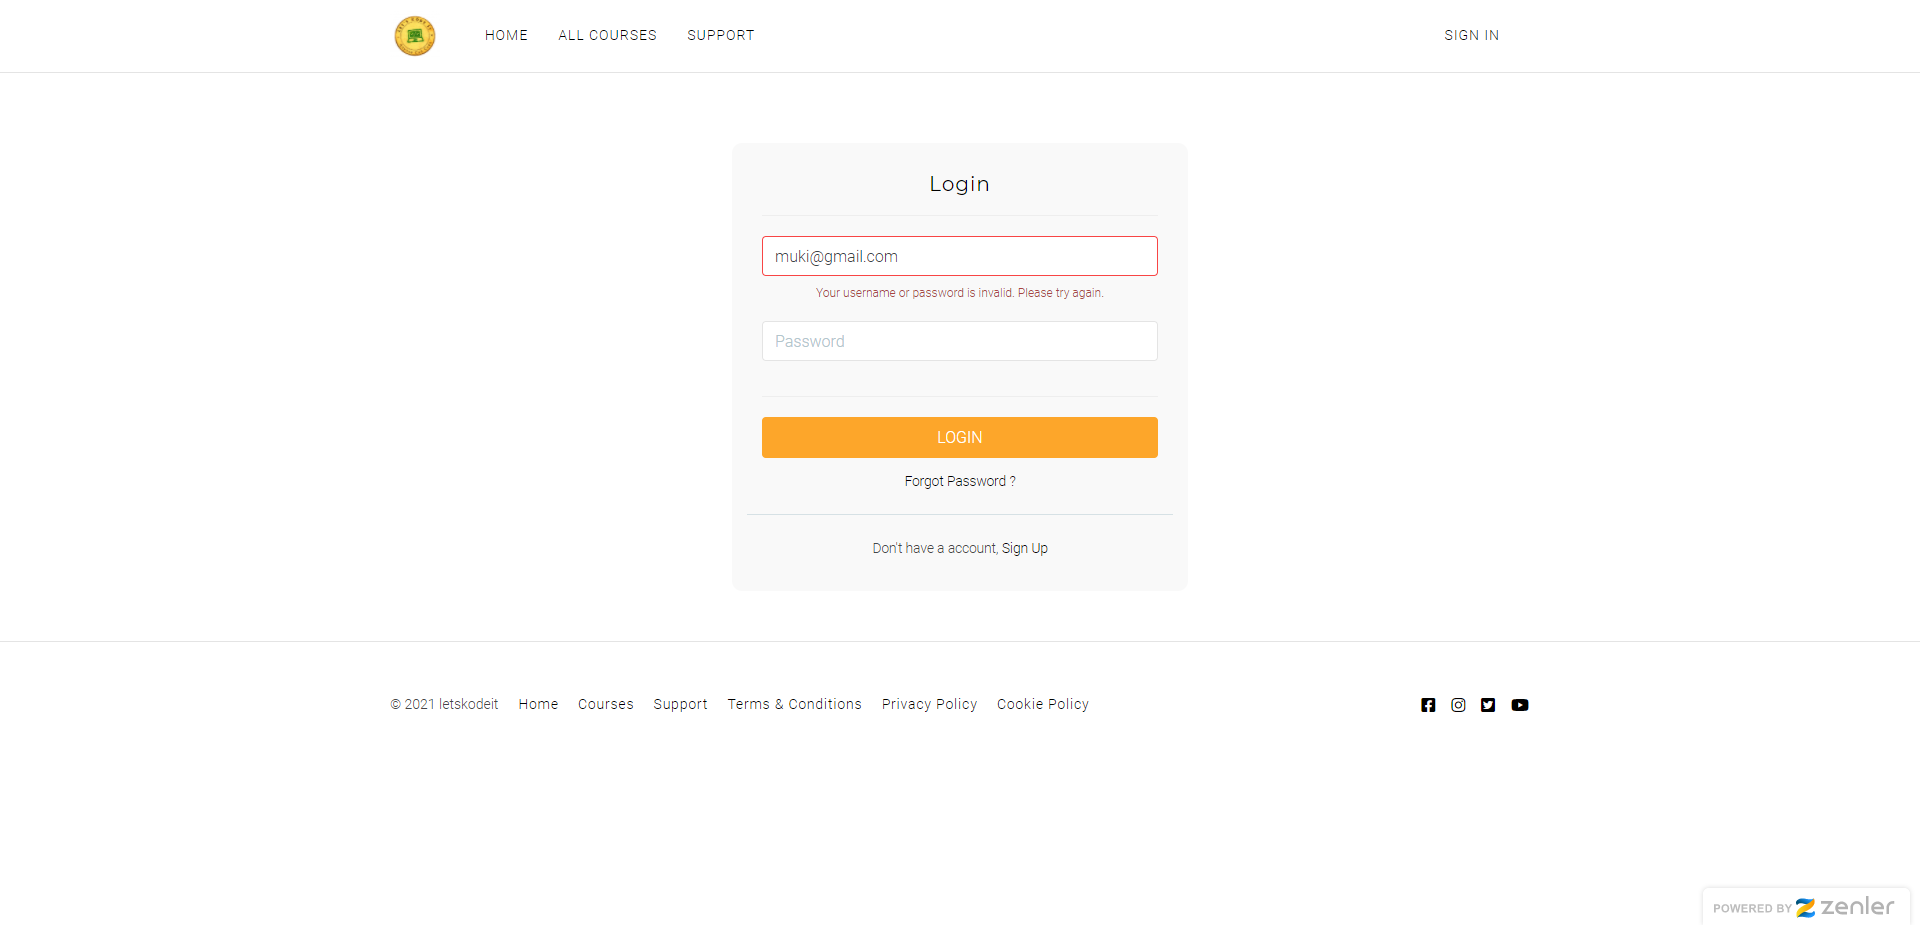 HOME ALL COURSES SUPPORT SIGN IN
Login
muki@gmail.com
Your username or password is invalid. Please try again.
Password
LOGIN
Forgot Password ?
Don't have a account, Sign Up
© 2021 letskodeit Home Courses Support Terms & Conditions Privacy Policy Cookie Policy
POWERED BY zenler